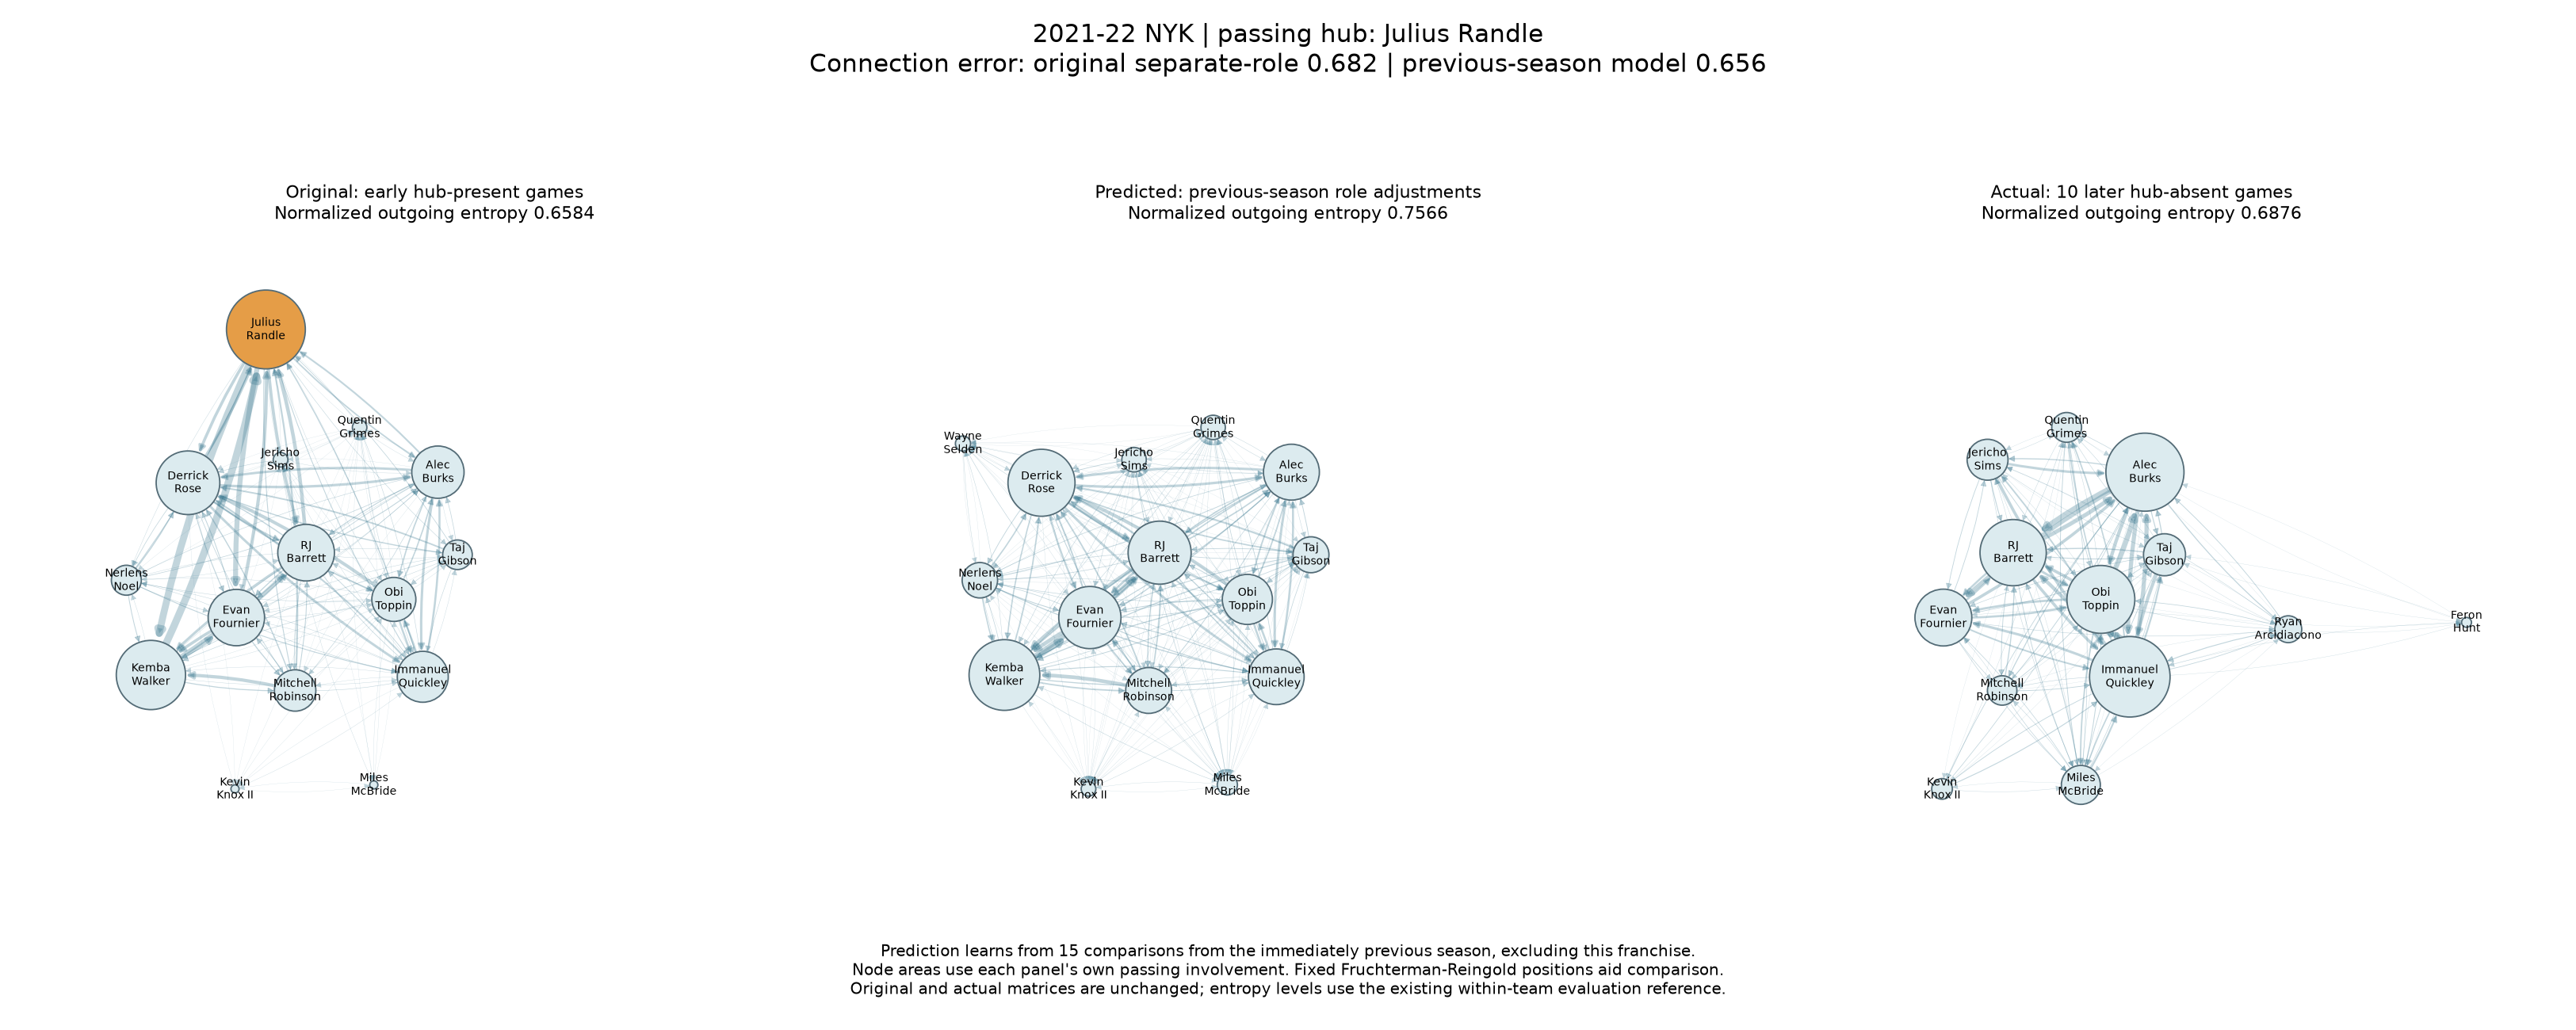 2021-22 NYK | passing hub: Julius Randle
Connection error: original separate-role 0.682 | previous-season model 0.656
Original: early hub-present games
Normalized outgoing entropy 0.6584
Julius
Randle
Quentin
Grimes
Jericho
Sims
Alec
Burks
Derrick
Rose
RJ
Barrett
Taj
Gibson
Nerlens
Noel
Obi
Toppin
Evan
Fournier
Kemba
Walker
Mitchell
Robinson
Immanuel
Quickley
Kevin
Knox II
Miles
McBride
Predicted: previous-season role adjustments
Normalized outgoing entropy 0.7566
Wayne
Selden
Quentin
Grimes
Jericho
Sims
Alec
Burks
Derrick
Rose
RJ
Barrett
Taj
Gibson
Nerlens
Noel
Obi
Toppin
Evan
Fournier
Kemba
Walker
Mitchell
Robinson
Immanuel
Quickley
Kevin
Knox II
Miles
McBride
Actual: 10 later hub-absent games
Normalized outgoing entropy 0.6876
Quentin
Grimes
Jericho
Sims
Alec
Burks
RJ
Barrett
Taj
Gibson
Obi
Toppin
Evan
Fournier
Ryan
Arcidiacono
Feron
Hunt
Immanuel
Quickley
Mitchell
Robinson
Kevin
Knox II
Miles
McBride
Prediction learns from 15 comparisons from the immediately previous season, excluding this franchise.
Node areas use each panel's own passing involvement. Fixed Fruchterman-Reingold positions aid comparison.
Original and actual matrices are unchanged; entropy levels use the existing within-team evaluation reference.